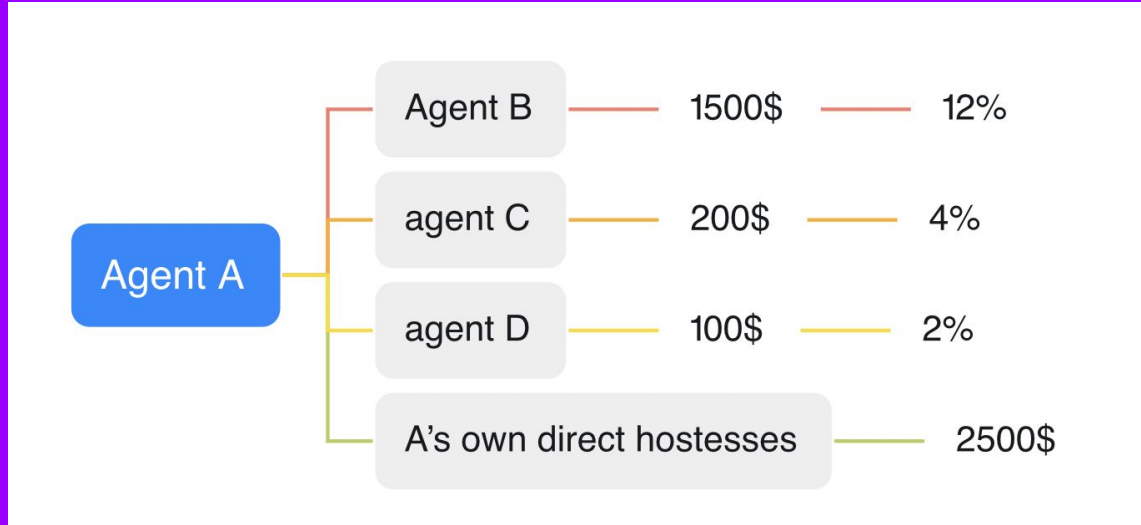 Agent B 1500$ 12%
agent C 200$ 4%
Agent A
agent D 100$ 2%
A’s own direct hostesses 2500$